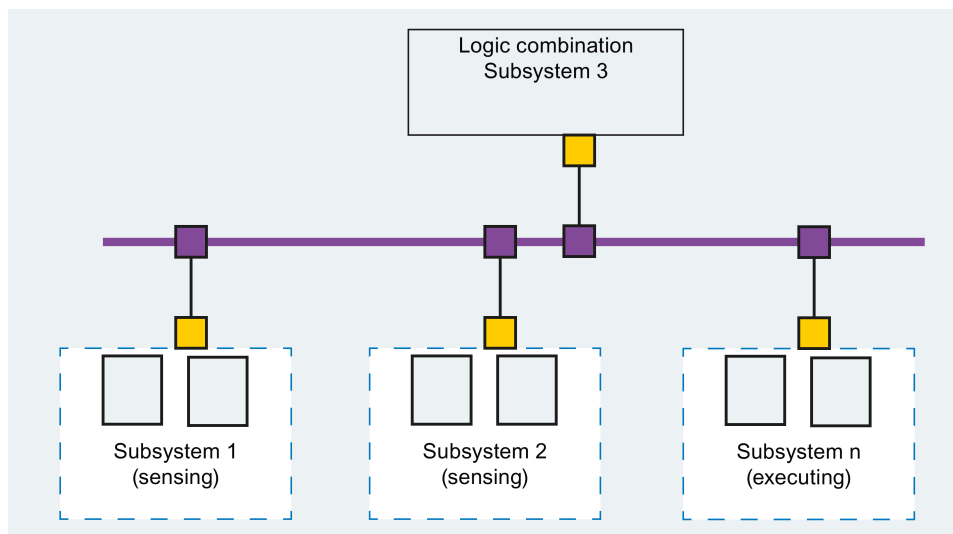 Logic combination
Subsystem 3
Subsystem 1
(sensing)
Subsystem 2
(sensing)
Subsystem n
(executing)